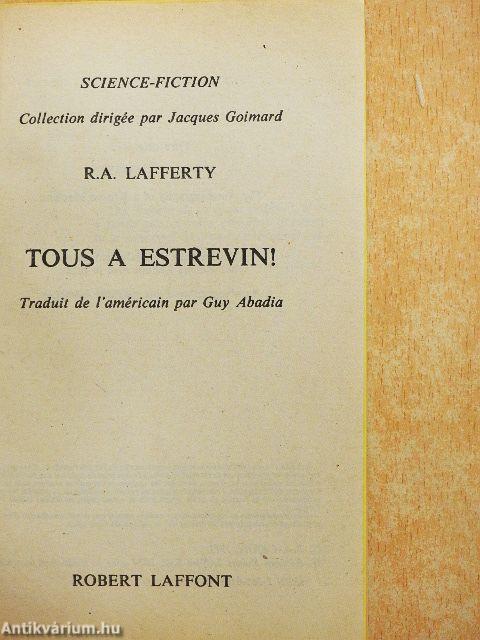 SCIENCE-FICTION
Collection dirigée par Jacques Goimard
R.A. LAFFERTY
TOUS A ESTREVIN!
Traduit de l'américain par Guy Abadia
ROBERT LAFFONT
Antikvárium.hu